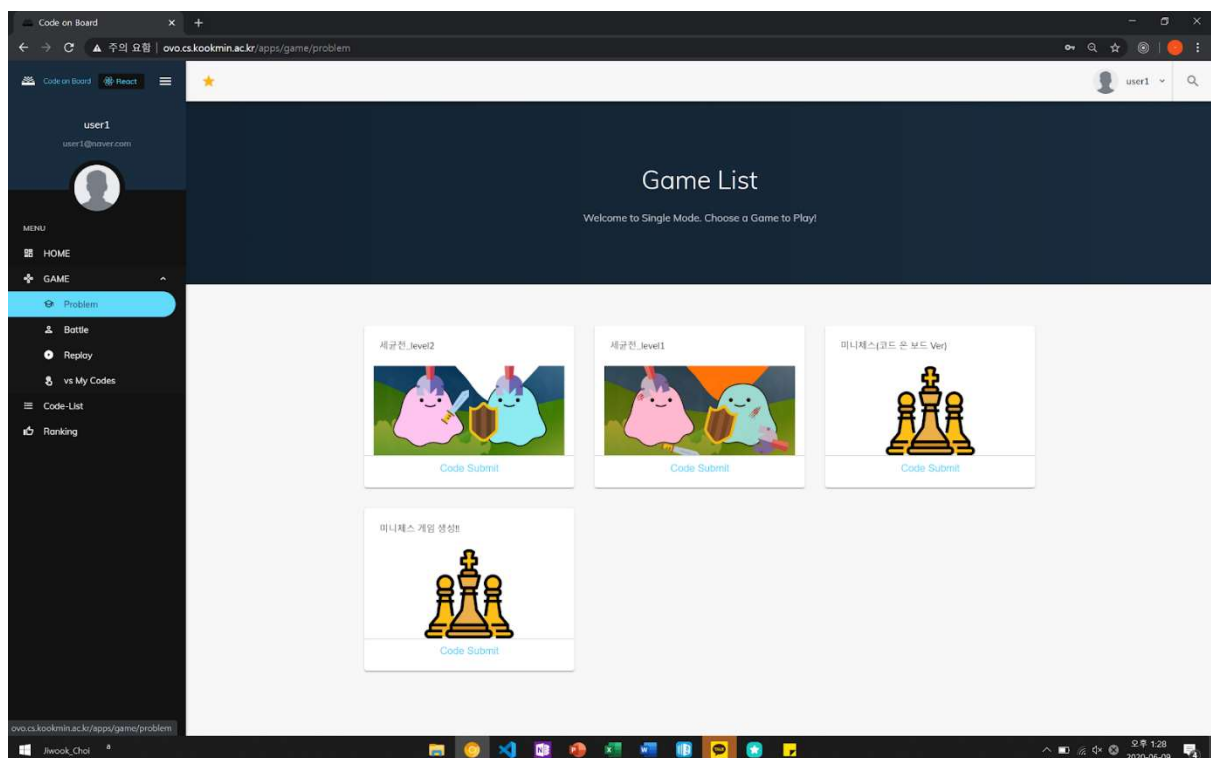 Code on Board
주의 요함 | ovo.cs.kookmin.ac.kr/apps/game/problem
Code on Board React
user1
user1
user1@naver.com
Game List
Welcome to Single Mode. Choose a Game to Play!
MENU
HOME
GAME
Problem
Battle
Replay
vs My Codes
Code-List
Ranking
세균전_level2
세균전_level1
미니체스(코드 온 보드 Ver)
Code Submit
Code Submit
Code Submit
미니체스 게임 생성!!
Code Submit
ovo.cs.kookmin.ac.kr/apps/game/problem
Jiwook_Choi
오후 1:28
2020-06-09